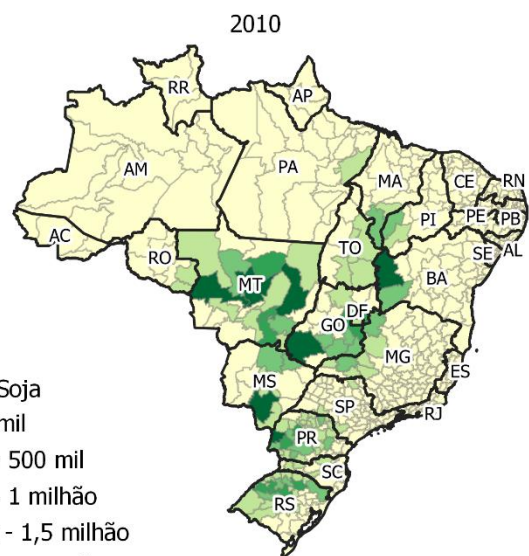 2010
RR
AP
AM
PA
MA
CE
RN
PB
PE
PI
AL
SE
AC
RO
TO
BA
MT
DF
GO
MG
ES
MS
SP
RJ
PR
SC
RS
Soja
mil
500 mil
1 milhão
- 1,5 milhão